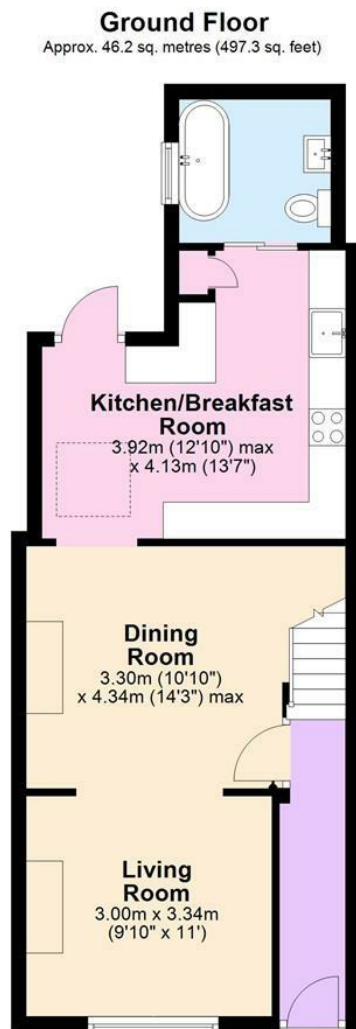 Ground Floor
Approx. 46.2 sq. metres (497.3 sq. feet)
Kitchen/Breakfast
Room
3.92m (12'10") max
x 4.13m (13'7")
Dining
Room
3.30m (10'10")
x 4.34m (14'3") max
Living
Room
3.00m x 3.34m
(9'10" x 11')